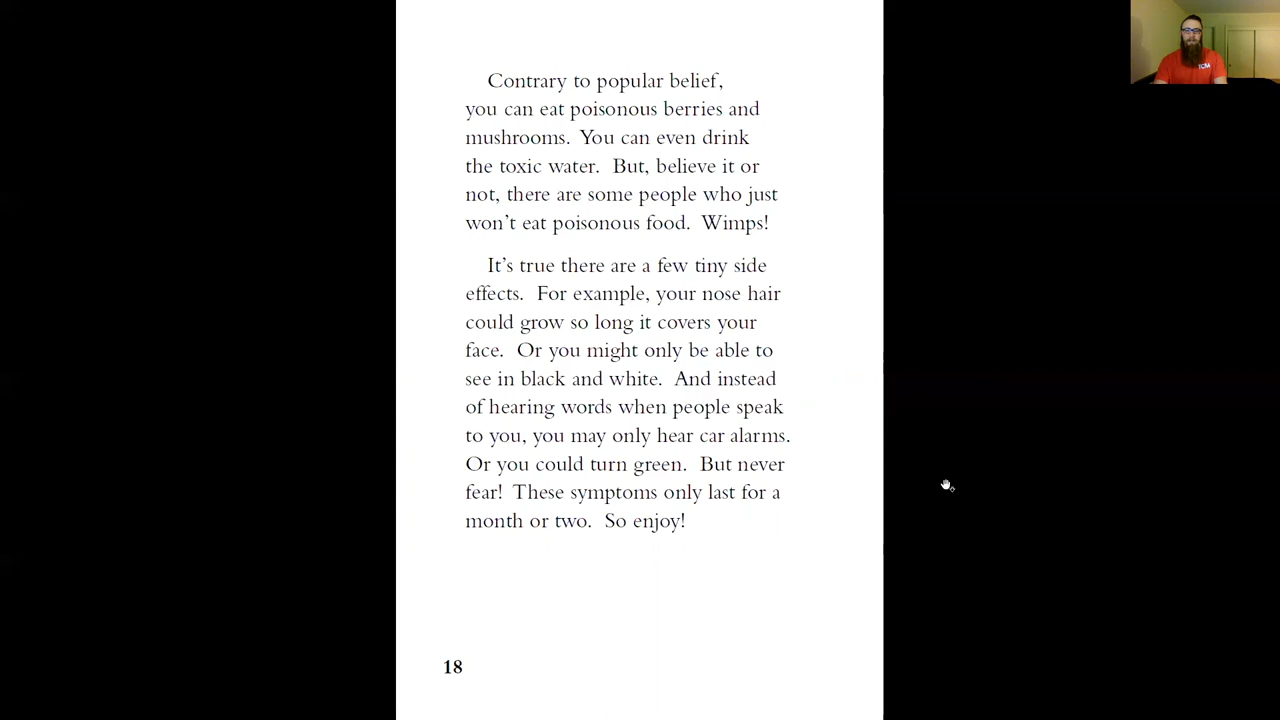 Contrary to popular belief,
you can eat poisonous berries and
mushrooms. You can even drink
the toxic water. But, believe it or
not, there are some people who just
won't eat poisonous food. Wimps!
It's true there are a few tiny side
effects. For example, your nose hair
could grow so long it covers your
face. Or you might only be able to
see in black and white. And instead
of hearing words when people speak
to you, you may only hear car alarms.
Or you could turn green. But never
fear! These symptoms only last for a
month or two. So enjoy!
18